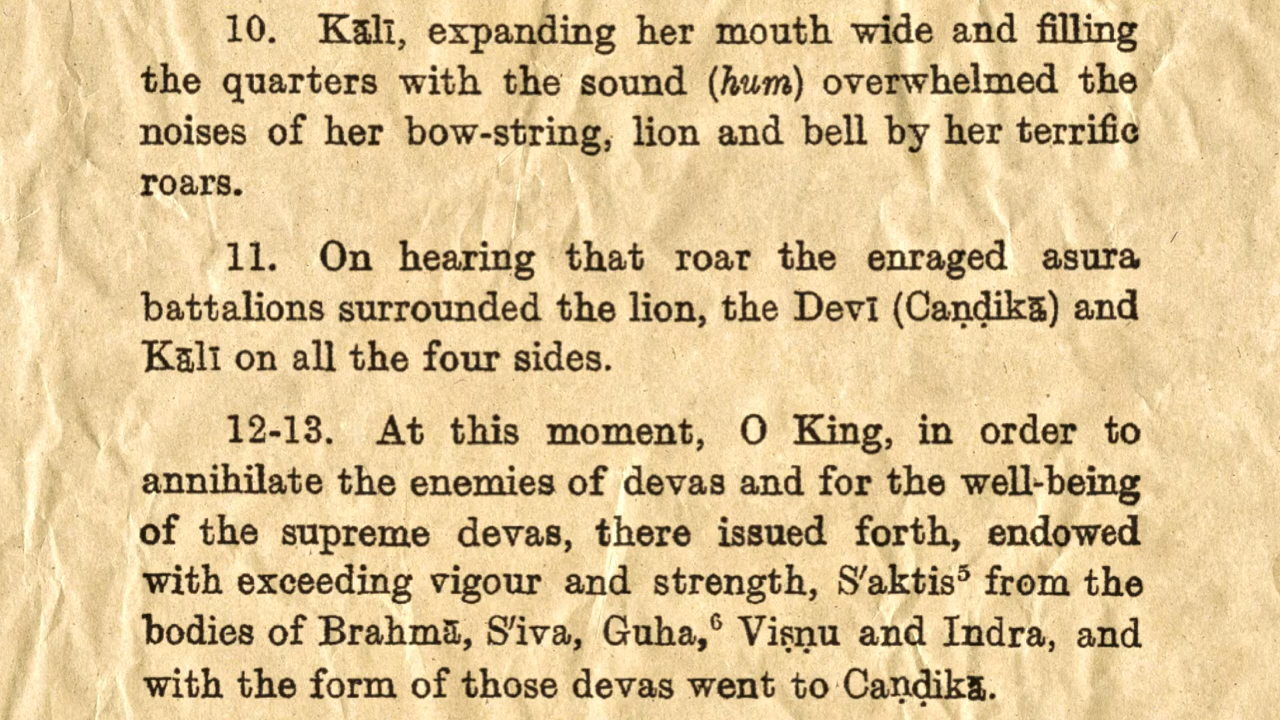 10. Kālī, expanding her mouth wide and filling
the quarters with the sound (hum) overwhelmed the
noises of her bow-string, lion and bell by her terrific
roars.
11. On hearing that roar the enraged asura
battalions surrounded the lion, the Devī (Caṇḍikā) and
Kālī on all the four sides.
12-13. At this moment, O King, in order to
annihilate the enemies of devas and for the well-being
of the supreme devas, there issued forth, endowed
with exceeding vigour and strength, S'aktis⁵ from the
bodies of Brahmā, S'iva, Guha,⁶ Viṣṇu and Indra, and
with the form of those devas went to Caṇḍikā.